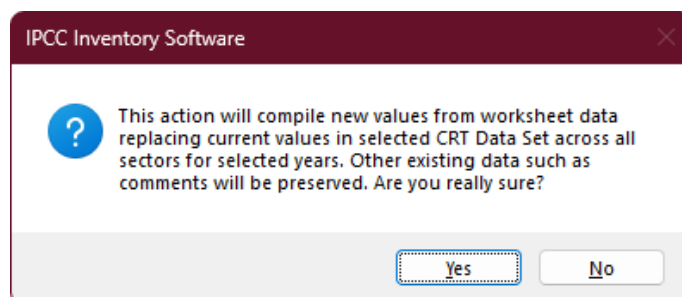 IPCC Inventory Software
This action will compile new values from worksheet data
replacing current values in selected CRT Data Set across all
sectors for selected years. Other existing data such as
comments will be preserved. Are you really sure?
Yes
No